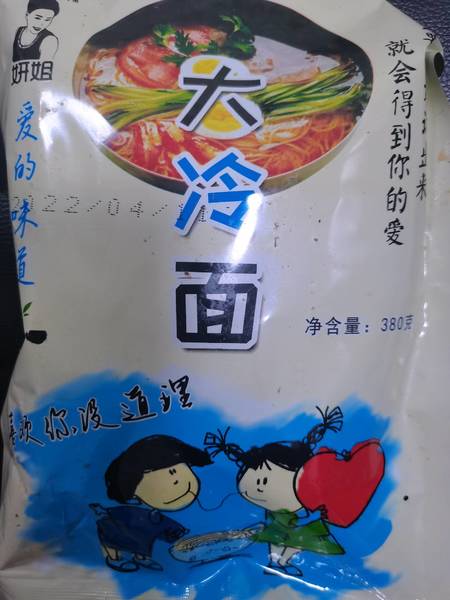 妍姐
爱的味道
大冷面
就会得到你的爱
2022/04/
净含量：380克
喜欢你,没道理